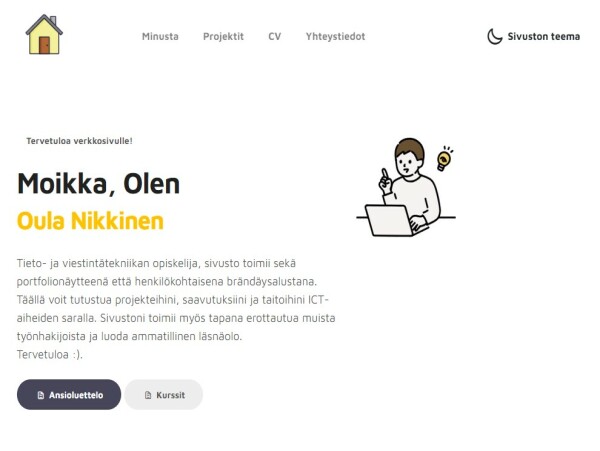 Minusta Projektit CV Yhteystiedot Sivuston teema
Tervetuloa verkkosivulle!
Moikka, Olen
Oula Nikkinen
Tieto- ja viestintätekniikan opiskelija, sivusto toimii sekä
portfolionäytteenä että henkilökohtaisena brändäysalustana.
Täällä voit tutustua projekteihini, saavutuksiini ja taitoihini ICT-
aiheiden saralla. Sivustoni toimii myös tapana erottautua muista
työnhakijoista ja luoda ammatillinen läsnäolo.
Tervetuloa :).
Ansioluettelo Kurssit